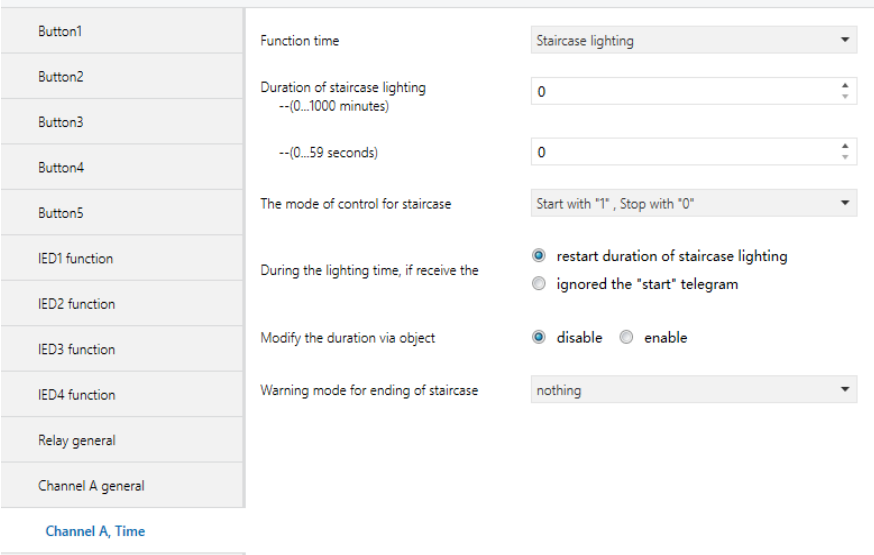 Button1
Button2
Button3
Button4
Button5
IED1 function
IED2 function
IED3 function
IED4 function
Relay general
Channel A general
Channel A, Time
Function time
Staircase lighting
Duration of staircase lighting
--(0...1000 minutes)
0
--(0..59 seconds)
0
The mode of control for staircase
Start with "1" , Stop with "0"
During the lighting time, if receive the
restart duration of staircase lighting
ignored the "start" telegram
Modify the duration via object
disable enable
Warning mode for ending of staircase
nothing